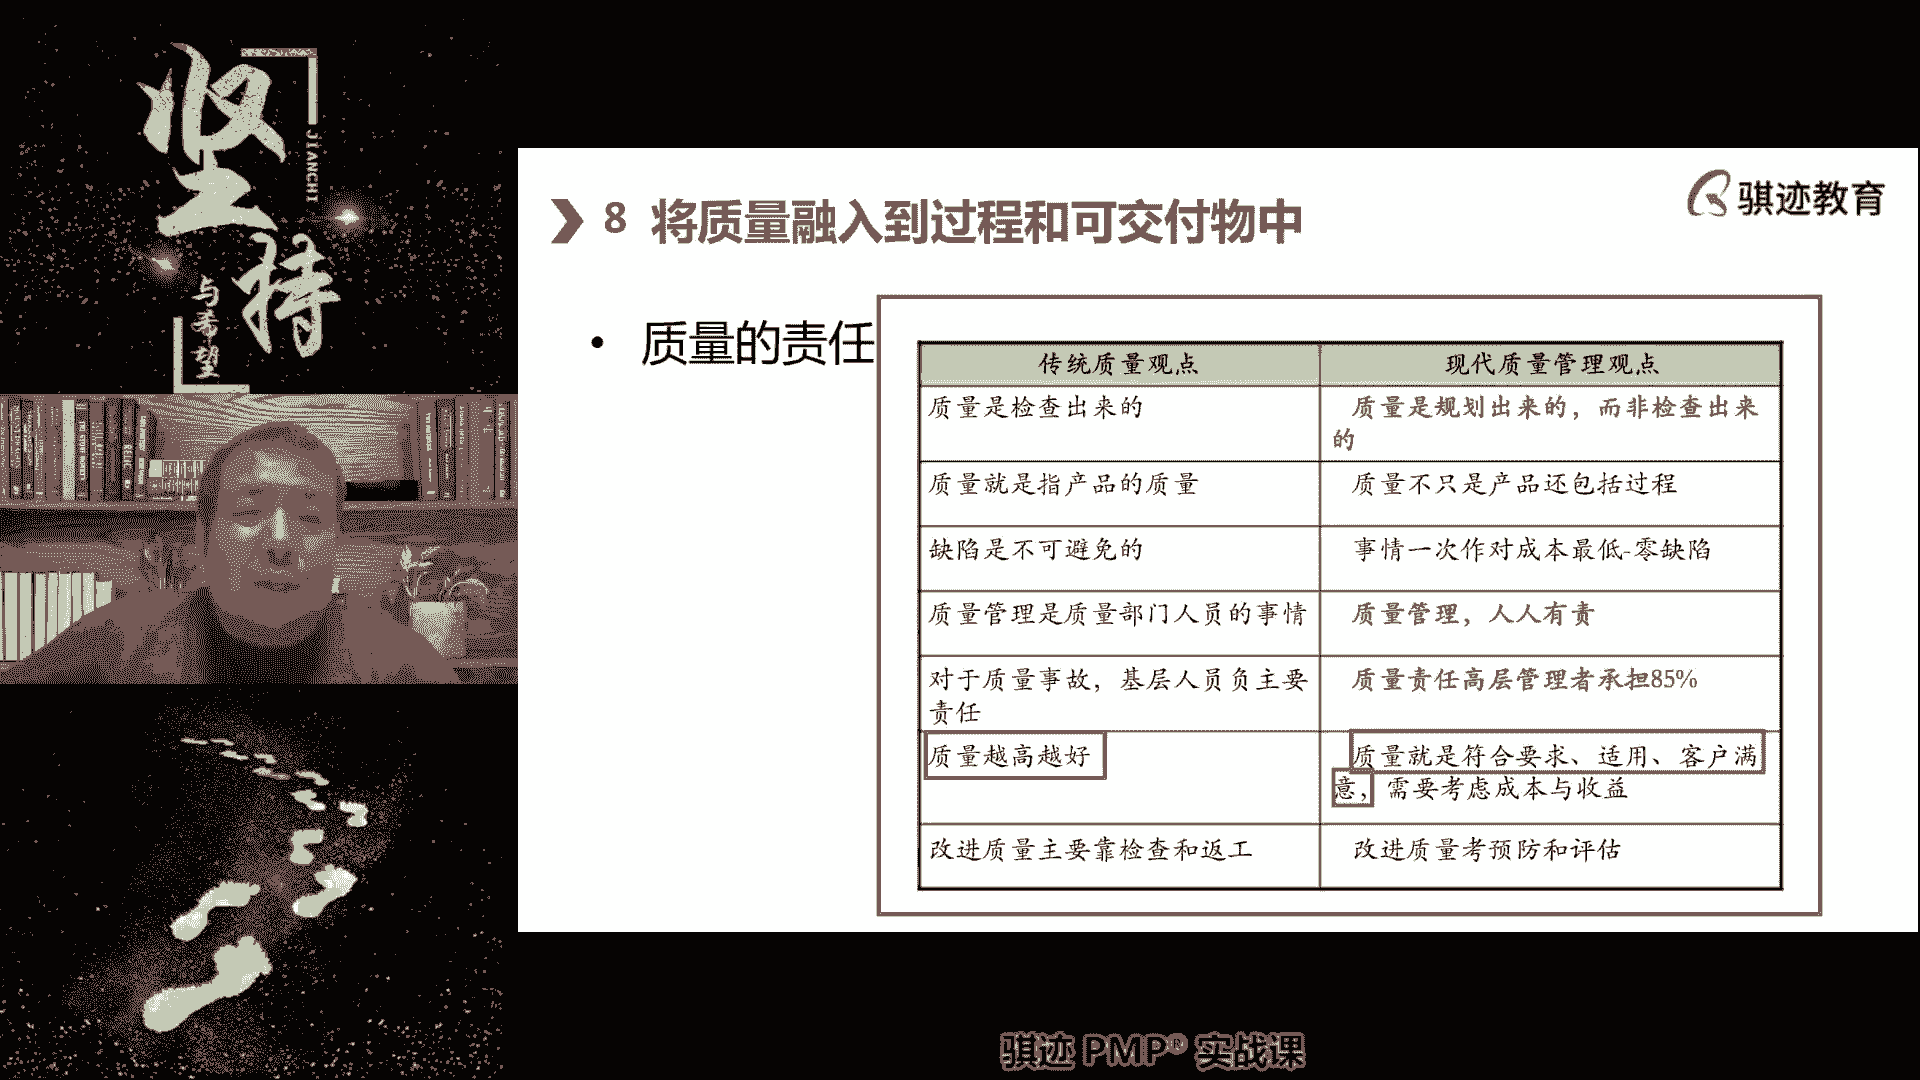 坚持
JIANCHI
与希望
骐迹教育
8 将质量融入到过程和可交付物中
• 质量的责任
传统质量观点
现代质量管理观点
质量是检查出来的
质量是规划出来的，而非检查出来
的
质量就是指产品的质量
质量不只是产品还包括过程
缺陷是不可避免的
事情一次作对成本最低-零缺陷
质量管理是质量部门人员的事情
质量管理，人人有责
对于质量事故，基层人员负主要
责任
质量责任高层管理者承担85%
质量越高越好
质量就是符合要求、适用、客户满
意，需要考虑成本与收益
改进质量主要靠检查和返工
改进质量考预防和评估
骐迹 PMP® 实战课